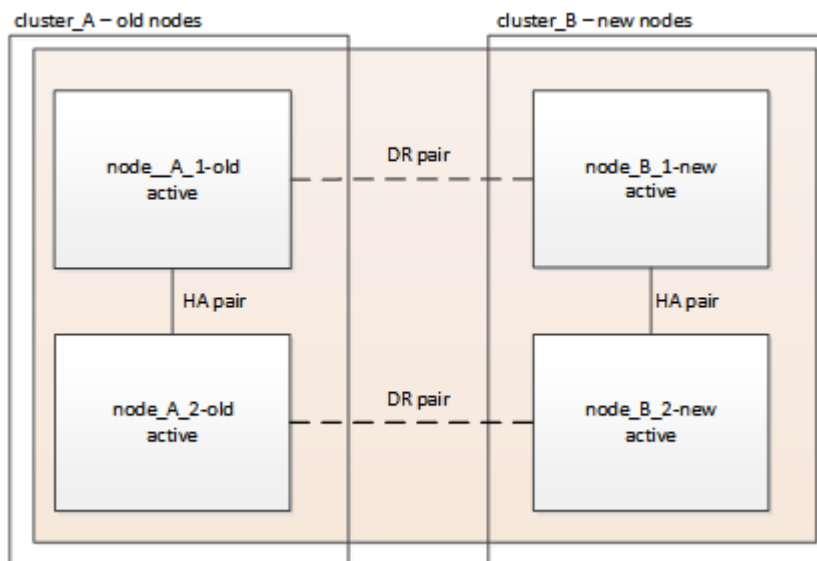 cluster_A – old nodes
cluster_B – new nodes
node__A_1-old
active
DR pair
node_B_1-new
active
HA pair
HA pair
node_A_2-old
active
DR pair
node_B_2-new
active